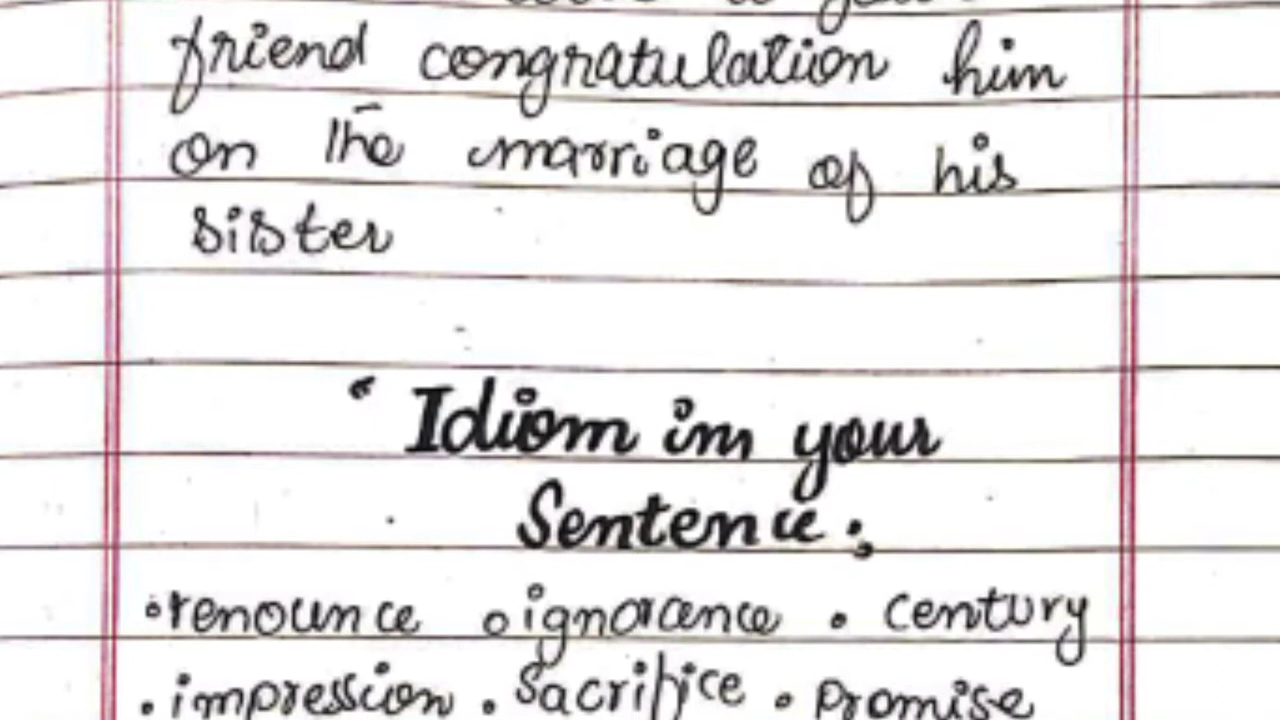 friend congratulation him
on the marriage of his
sister
" Idiom in your
Sentence :
• renounce • ignorance • century
• impression • Sacrifice • Promise